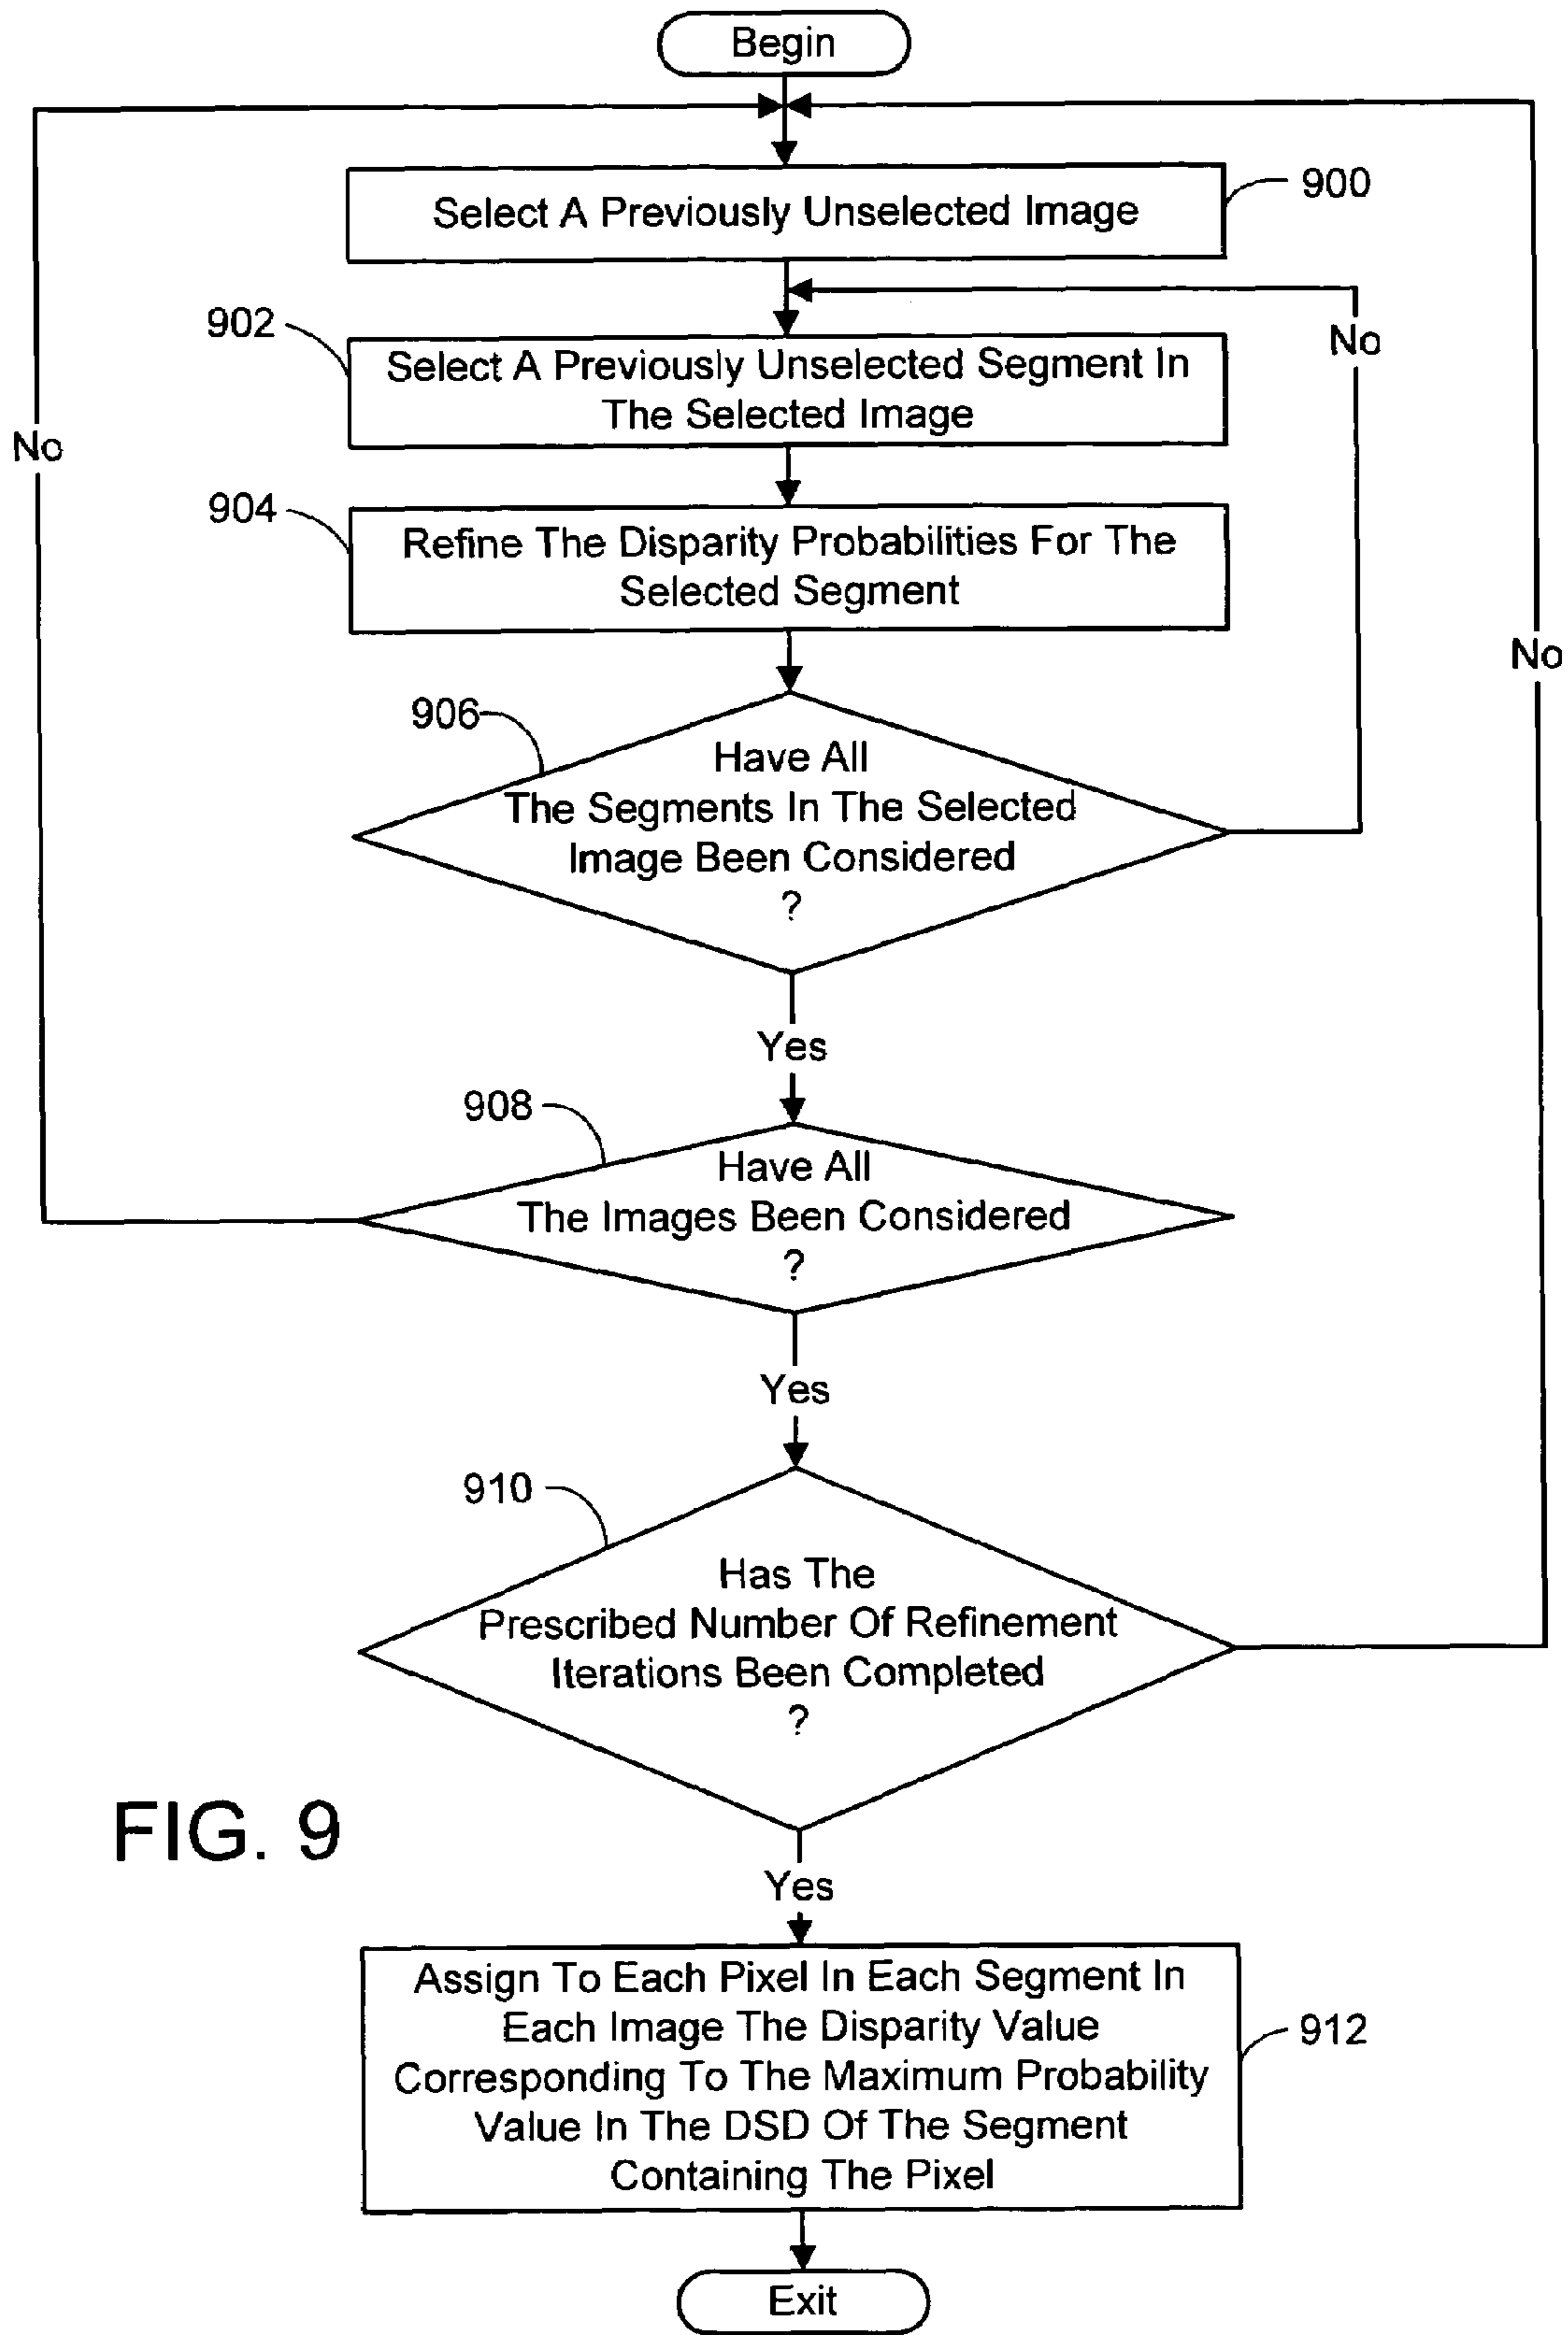 Begin
Select A Previously Unselected Image
900
902
Select A Previously Unselected Segment In
The Selected Image
No
No
904
Refine The Disparity Probabilities For The
Selected Segment
No
906
Have All
The Segments In The Selected
Image Been Considered
?
Yes
908
Have All
The Images Been Considered
?
Yes
910
Has The
Prescribed Number Of Refinement
Iterations Been Completed
?
FIG. 9
Yes
Assign To Each Pixel In Each Segment In
Each Image The Disparity Value
Corresponding To The Maximum Probability
Value In The DSD Of The Segment
Containing The Pixel
912
Exit